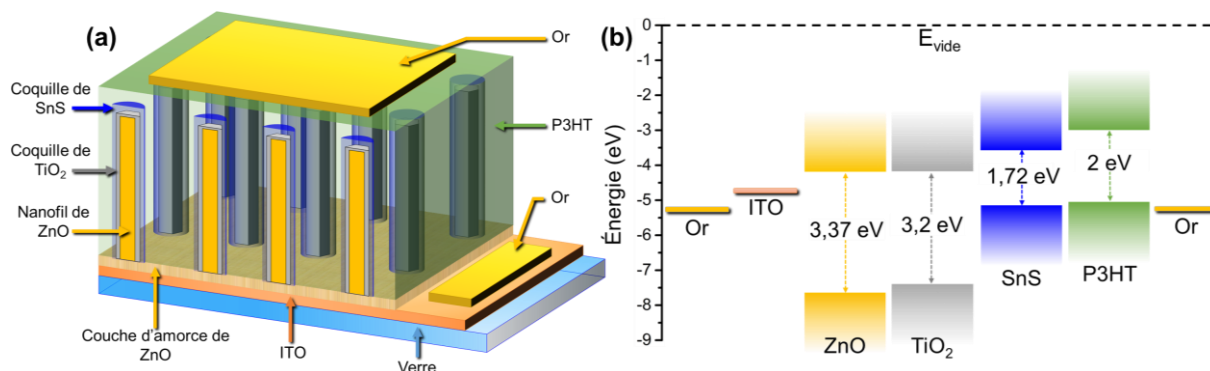 (a)
Or
Coquille de
SnS
P3HT
Coquille de
TiO2
Nanofil de
ZnO
Or
Couche d'amorce de
ZnO
ITO
Verre
(b)
Énergie (eV)
0
-1
-2
-3
-4
-5
-6
-7
-8
-9
Evide
Or
ITO
3,37 eV
ZnO
3,2 eV
TiO2
1,72 eV
SnS
2 eV
P3HT
Or